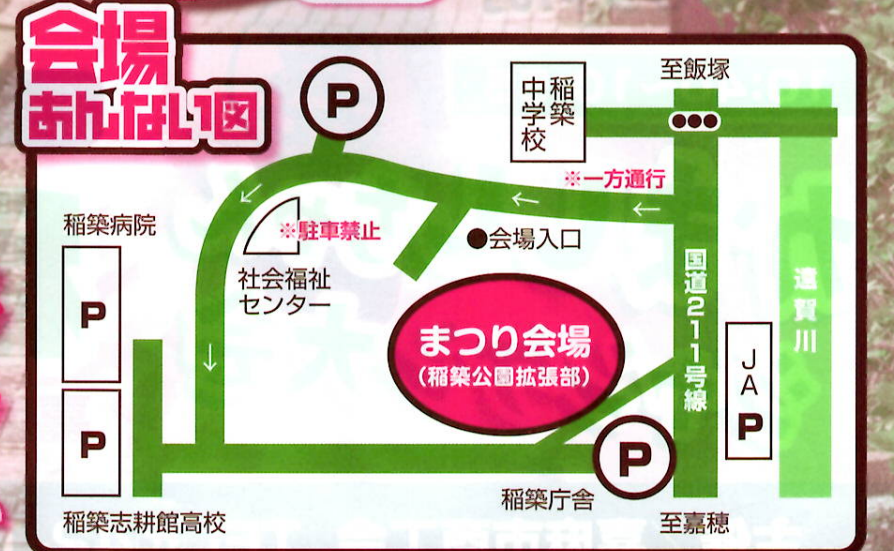 会場
あんない図
P
稲築
中学校
至飯塚
※一方通行
稲築病院
※駐車禁止
●会場入口
社会福祉
センター
P
まつり会場
（稲築公園拡張部）
国道211号線
遠賀川
JA
P
P
P
稲築庁舎
稲築志耕館高校
至嘉穂